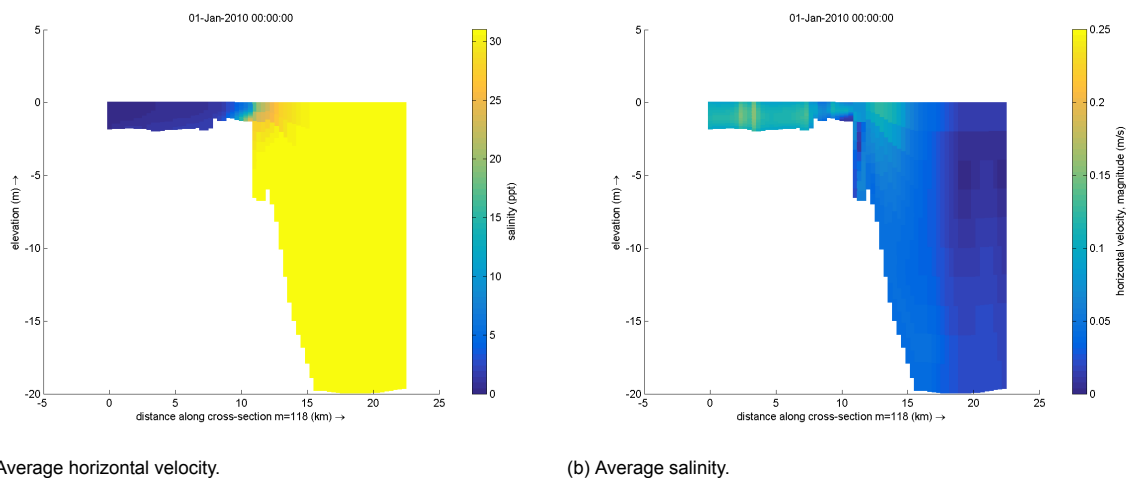 01-Jan-2010 00:00:00
5
0
-5
-10
-15
-20
elevation (m) →
-5 0 5 10 15 20 25
distance along cross-section m=118 (km) →
30
25
20
15
10
5
0
salinity (ppt)
01-Jan-2010 00:00:00
5
0
-5
-10
-15
-20
elevation (m) →
-5 0 5 10 15 20 25
distance along cross-section m=118 (km) →
0.25
0.2
0.15
0.1
0.05
0
horizontal velocity, magnitude (m/s)
Average horizontal velocity.
(b) Average salinity.